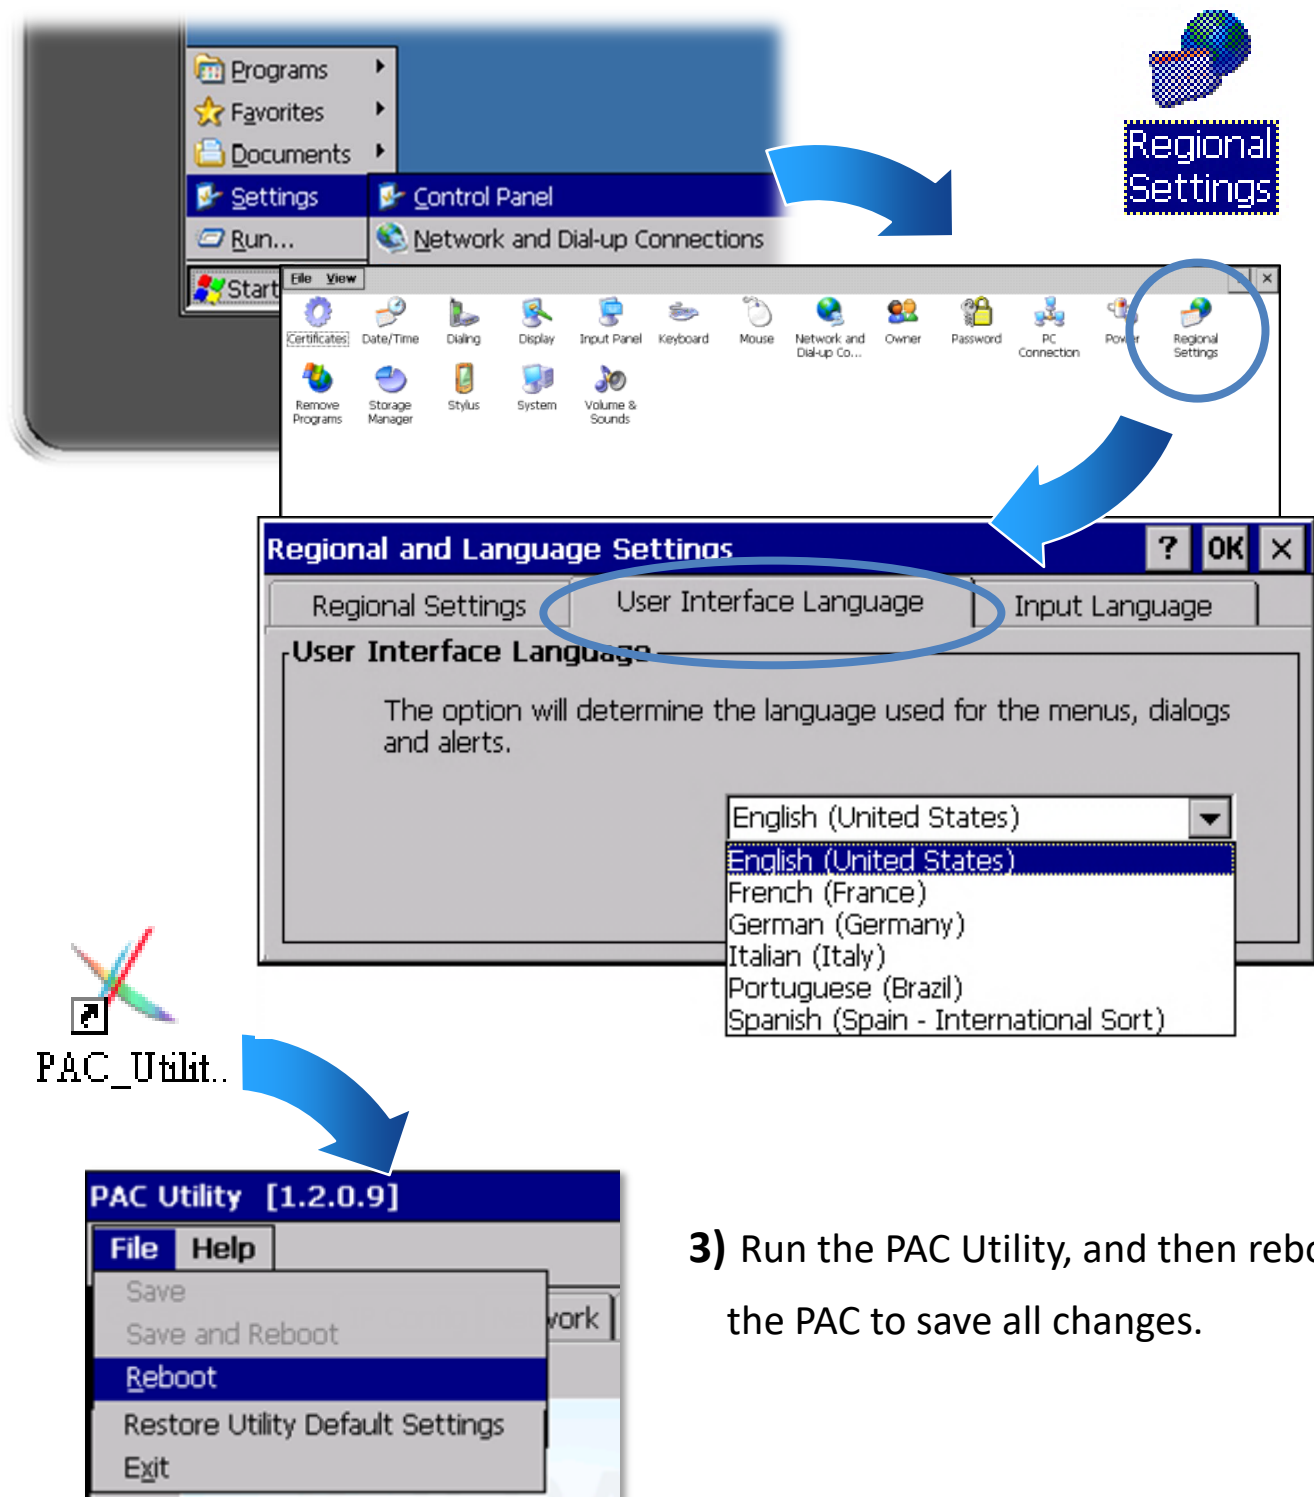 Programs
Favorites
Documents
Settings
Control Panel
Run...
Network and Dial-up Connections
Start
Regional
Settings
File View
Certificates Date/Time Dialing Display Input Panel Keyboard Mouse Network and Dial-up Co... Owner Password PC Connection Power Regional Settings
Remove Programs Storage Manager Stylus System Volume & Sounds
Regional and Language Settings ? OK ×
Regional Settings User Interface Language Input Language
User Interface Language
The option will determine the language used for the menus, dialogs
and alerts.
English (United States)
English (United States)
French (France)
German (Germany)
Italian (Italy)
Portuguese (Brazil)
Spanish (Spain - International Sort)
PAC_Utilit..
PAC Utility [1.2.0.9]
File Help
Save
Save and Reboot
work
Reboot
Restore Utility Default Settings
Exit
3) Run the PAC Utility, and then rebo
the PAC to save all changes.